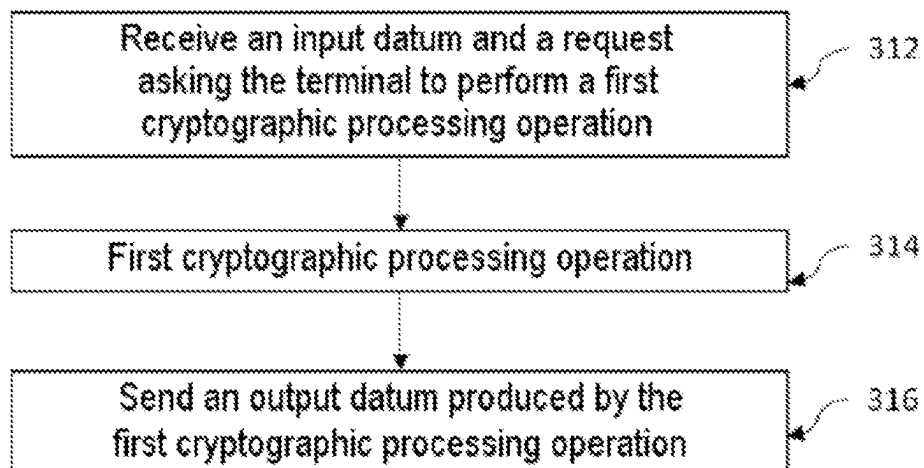 Receive an input datum and a request
asking the terminal to perform a first
cryptographic processing operation
312
First cryptographic processing operation
314
Send an output datum produced by the
first cryptographic processing operation
316